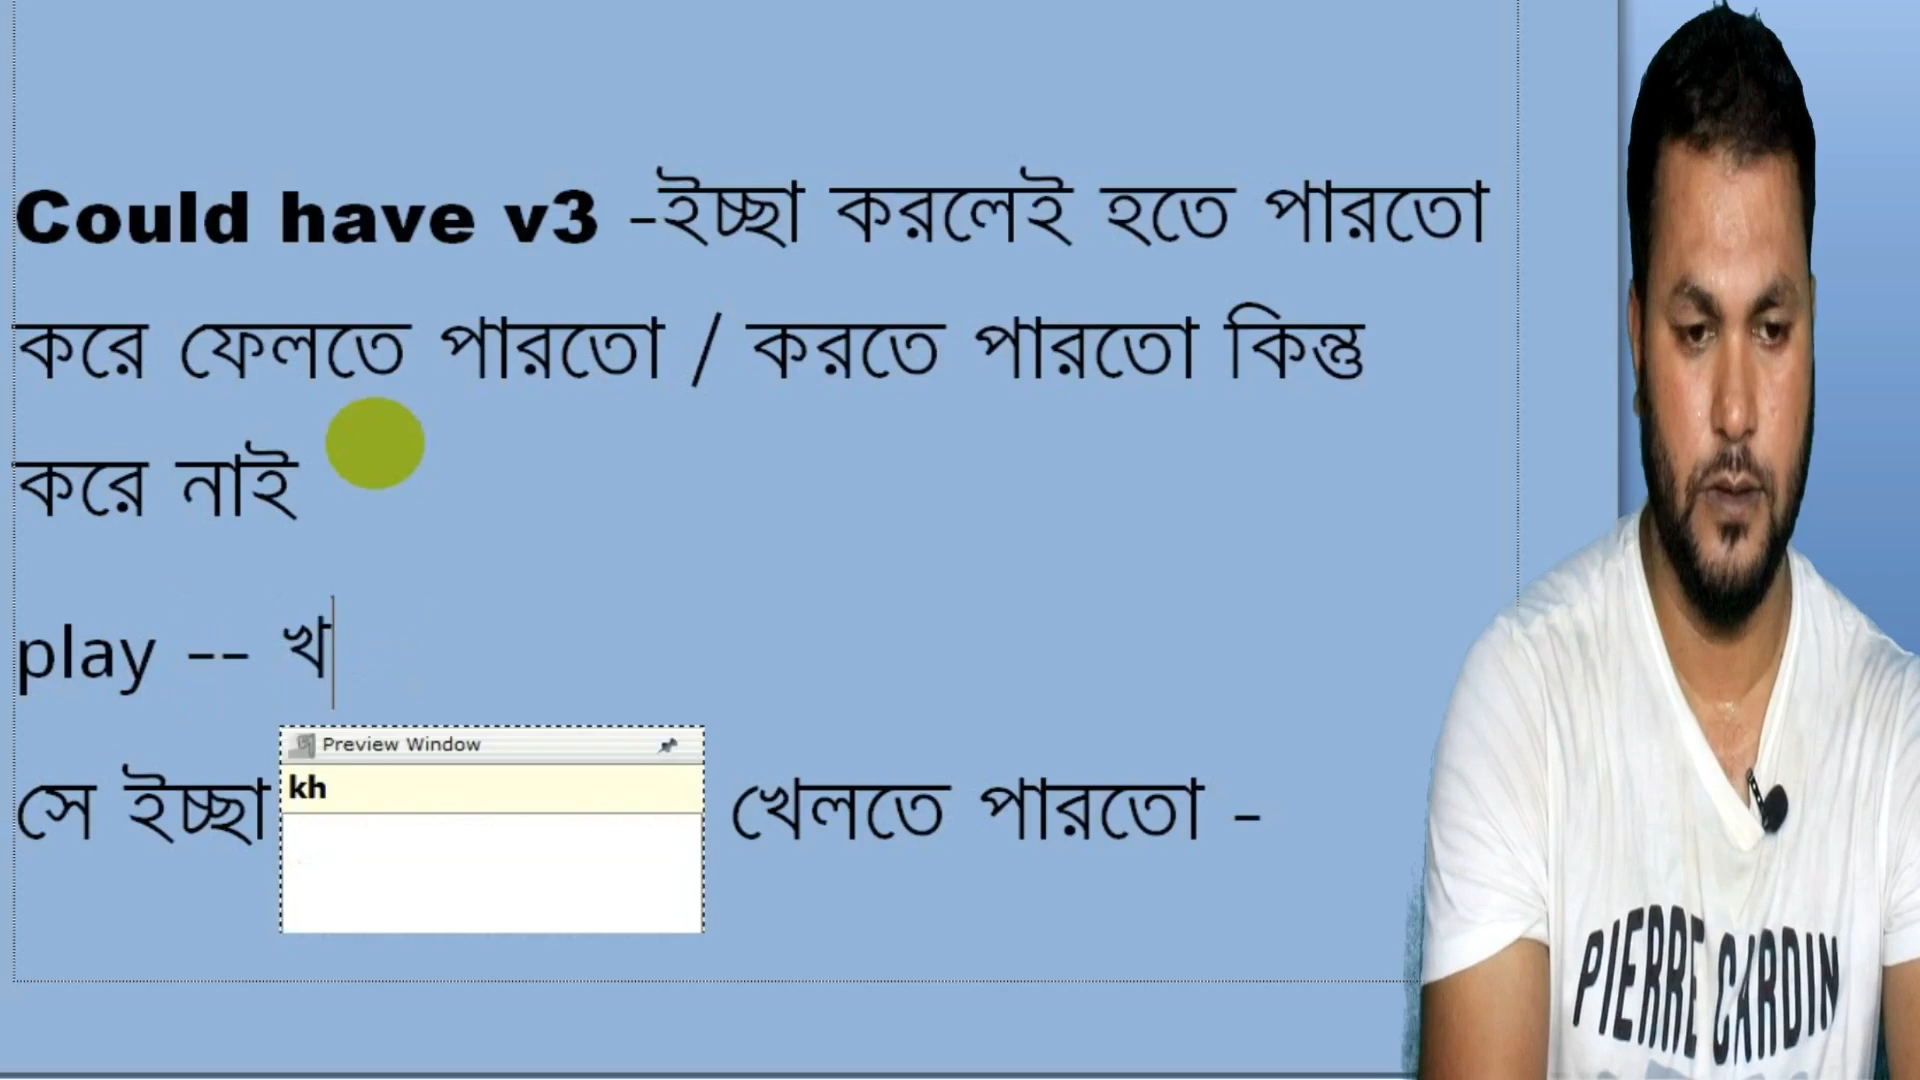 Could have v3 -ইচ্ছা করলেই হতে পারতো
করে ফেলতে পারতো / করতে পারতো কিন্তু
করে নাই
play -- খ
Preview Window
kh
সে ইচ্ছা খেলতে পারতো -
PIERRE CARDIN